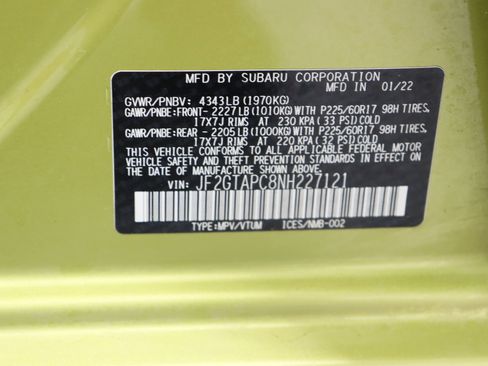 MFD BY SUBARU CORPORATION
MFD IN 01/22
GVWR/PNBV: 4343LB (1970KG)
GAWR/PNBE:FRONT- 2227LB(1010KG)WITH P225/60R17 98H TIRES,
17X7J RIMS AT 230 KPA (33 PSI)COLD
GAWR/PNBE:REAR - 2205LB(1000KG)WITH P225/60R17 98H TIRES,
17X7J RIMS AT 220 KPA (32 PSI)COLD
THIS VEHICLE CONFORMS TO ALL APPLICABLE FEDERAL MOTOR
VEHICLE SAFETY AND THEFT PREVENTION STANDARDS IN EFFECT
ON THE DATE OF MANUFACTURE SHOWN ABOVE.
VIN: JF2GTAPC8NH227121
TYPE:MPV/VTUM ICES/NMB-002